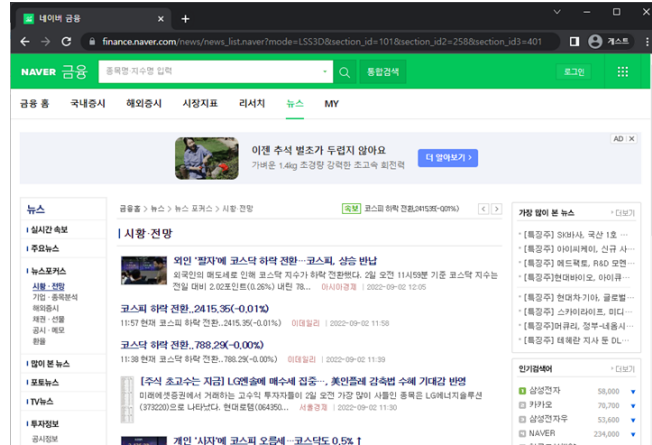 네이버 금융
finance.naver.com/news/news_list.naver?mode=LSS3D&section_id=101&section_id2=258&section_id3=401
게스트
NAVER 금융
종목명·지수명 입력
통합검색
로그인
금융 홈 국내증시 해외증시 시장지표 리서치 뉴스 MY
AD X
이젠 추석 벌초가 두렵지 않아요
가벼운 1.4kg 초경량 강력한 초고속 회전력
더 알아보기 >
뉴스
실시간 속보
주요뉴스
뉴스포커스
시황·전망
기업·종목분석
해외증시
채권·선물
공시·메모
환율
많이 본 뉴스
포토뉴스
TV뉴스
투자정보
공시정보
금융홈 > 뉴스 > 뉴스 포커스 > 시황·전망
속보 코스피 하락 전환,2415,35(-0,01%)
시황·전망
외인 '팔자'에 코스닥 하락 전환…코스피, 상승 반납
외국인의 매도세로 인해 코스닥 지수가 하락 전환했다. 2일 오전 11시59분 기준 코스닥 지수는
전일 대비 2.02포인트(0.26%) 내린 78... 아시아경제 | 2022-09-02 12:05
코스피 하락 전환..2415,35(-0,01%)
11:57 현재 코스피 하락 전환..2415,35(-0,01%) 이데일리 | 2022-09-02 11:58
코스닥 하락 전환..788,29(-0,00%)
11:38 현재 코스닥 하락 전환..788,29(-0,00%) 이데일리 | 2022-09-02 11:39
[주식 초고수는 지금] LG엔솔에 매수세 집중…, 美인플레 감축법 수혜 기대감 반영
미래에셋증권에서 거래하는 고수익 투자자들이 2일 오전 가장 많이 사들인 종목은 LG에너지솔루션
(373220)으로 나타났다. 현대로템(064350... 서울경제 | 2022-09-02 11:30
개인 '사자'에 코스피 오름세…코스닥도 0.5%↑
가장 많이 본 뉴스 더보기
[특징주] SK바사, 국산 1호 …
[특징주] 아이씨케이, 신규 사…
[특징주] 에드팩토, R&D 모멘…
[특징주]현대바이오, 아이큐…
[특징주] 현대차·기아, 글로벌…
[특징주] 스카이라이프, 미디…
[특징주]머큐리, 정부-네옴시…
[특징주] 테헤란 지사 둔 DL…
인기검색어 더보기
삼성전자 58,000
카카오 70,700
삼성전자우 53,600
NAVER 234,000